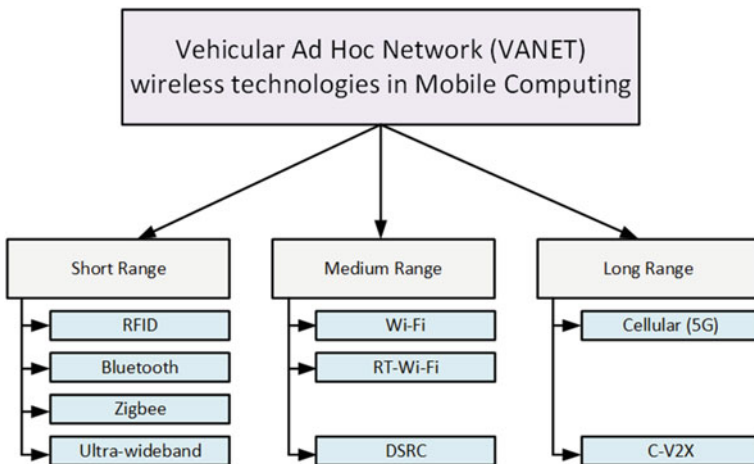 Vehicular Ad Hoc Network (VANET)
wireless technologies in Mobile Computing
Short Range
Medium Range
Long Range
RFID
Wi-Fi
Cellular (5G)
Bluetooth
RT-Wi-Fi
Zigbee
Ultra-wideband
DSRC
C-V2X